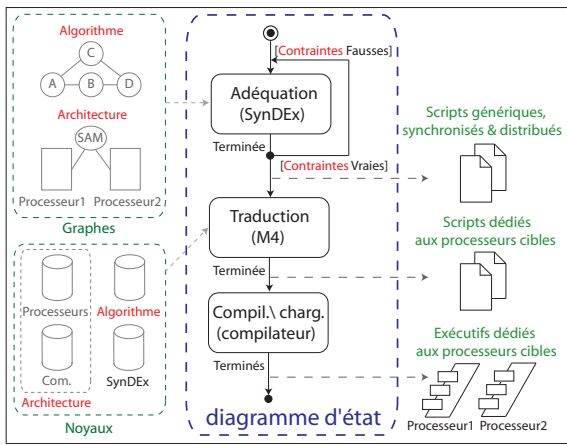 Algorithme
C
A
B
D
Architecture
SAM
Processeur1
Processeur2
Graphes
Processeurs
Algorithme
Com.
SynDEx
Architecture
Noyaux
[Contraintes Fausses]
Adéquation
(SynDEx)
Terminée
[Contraintes Vraies]
Traduction
(M4)
Terminée
Compil.\ charg.
(compilateur)
Terminés
diagramme d'état
Scripts génériques,
synchronisés & distribués
Scripts dédiés
aux processeurs cibles
Exécutifs dédiés
aux processeurs cibles
Processeur1
Processeur2